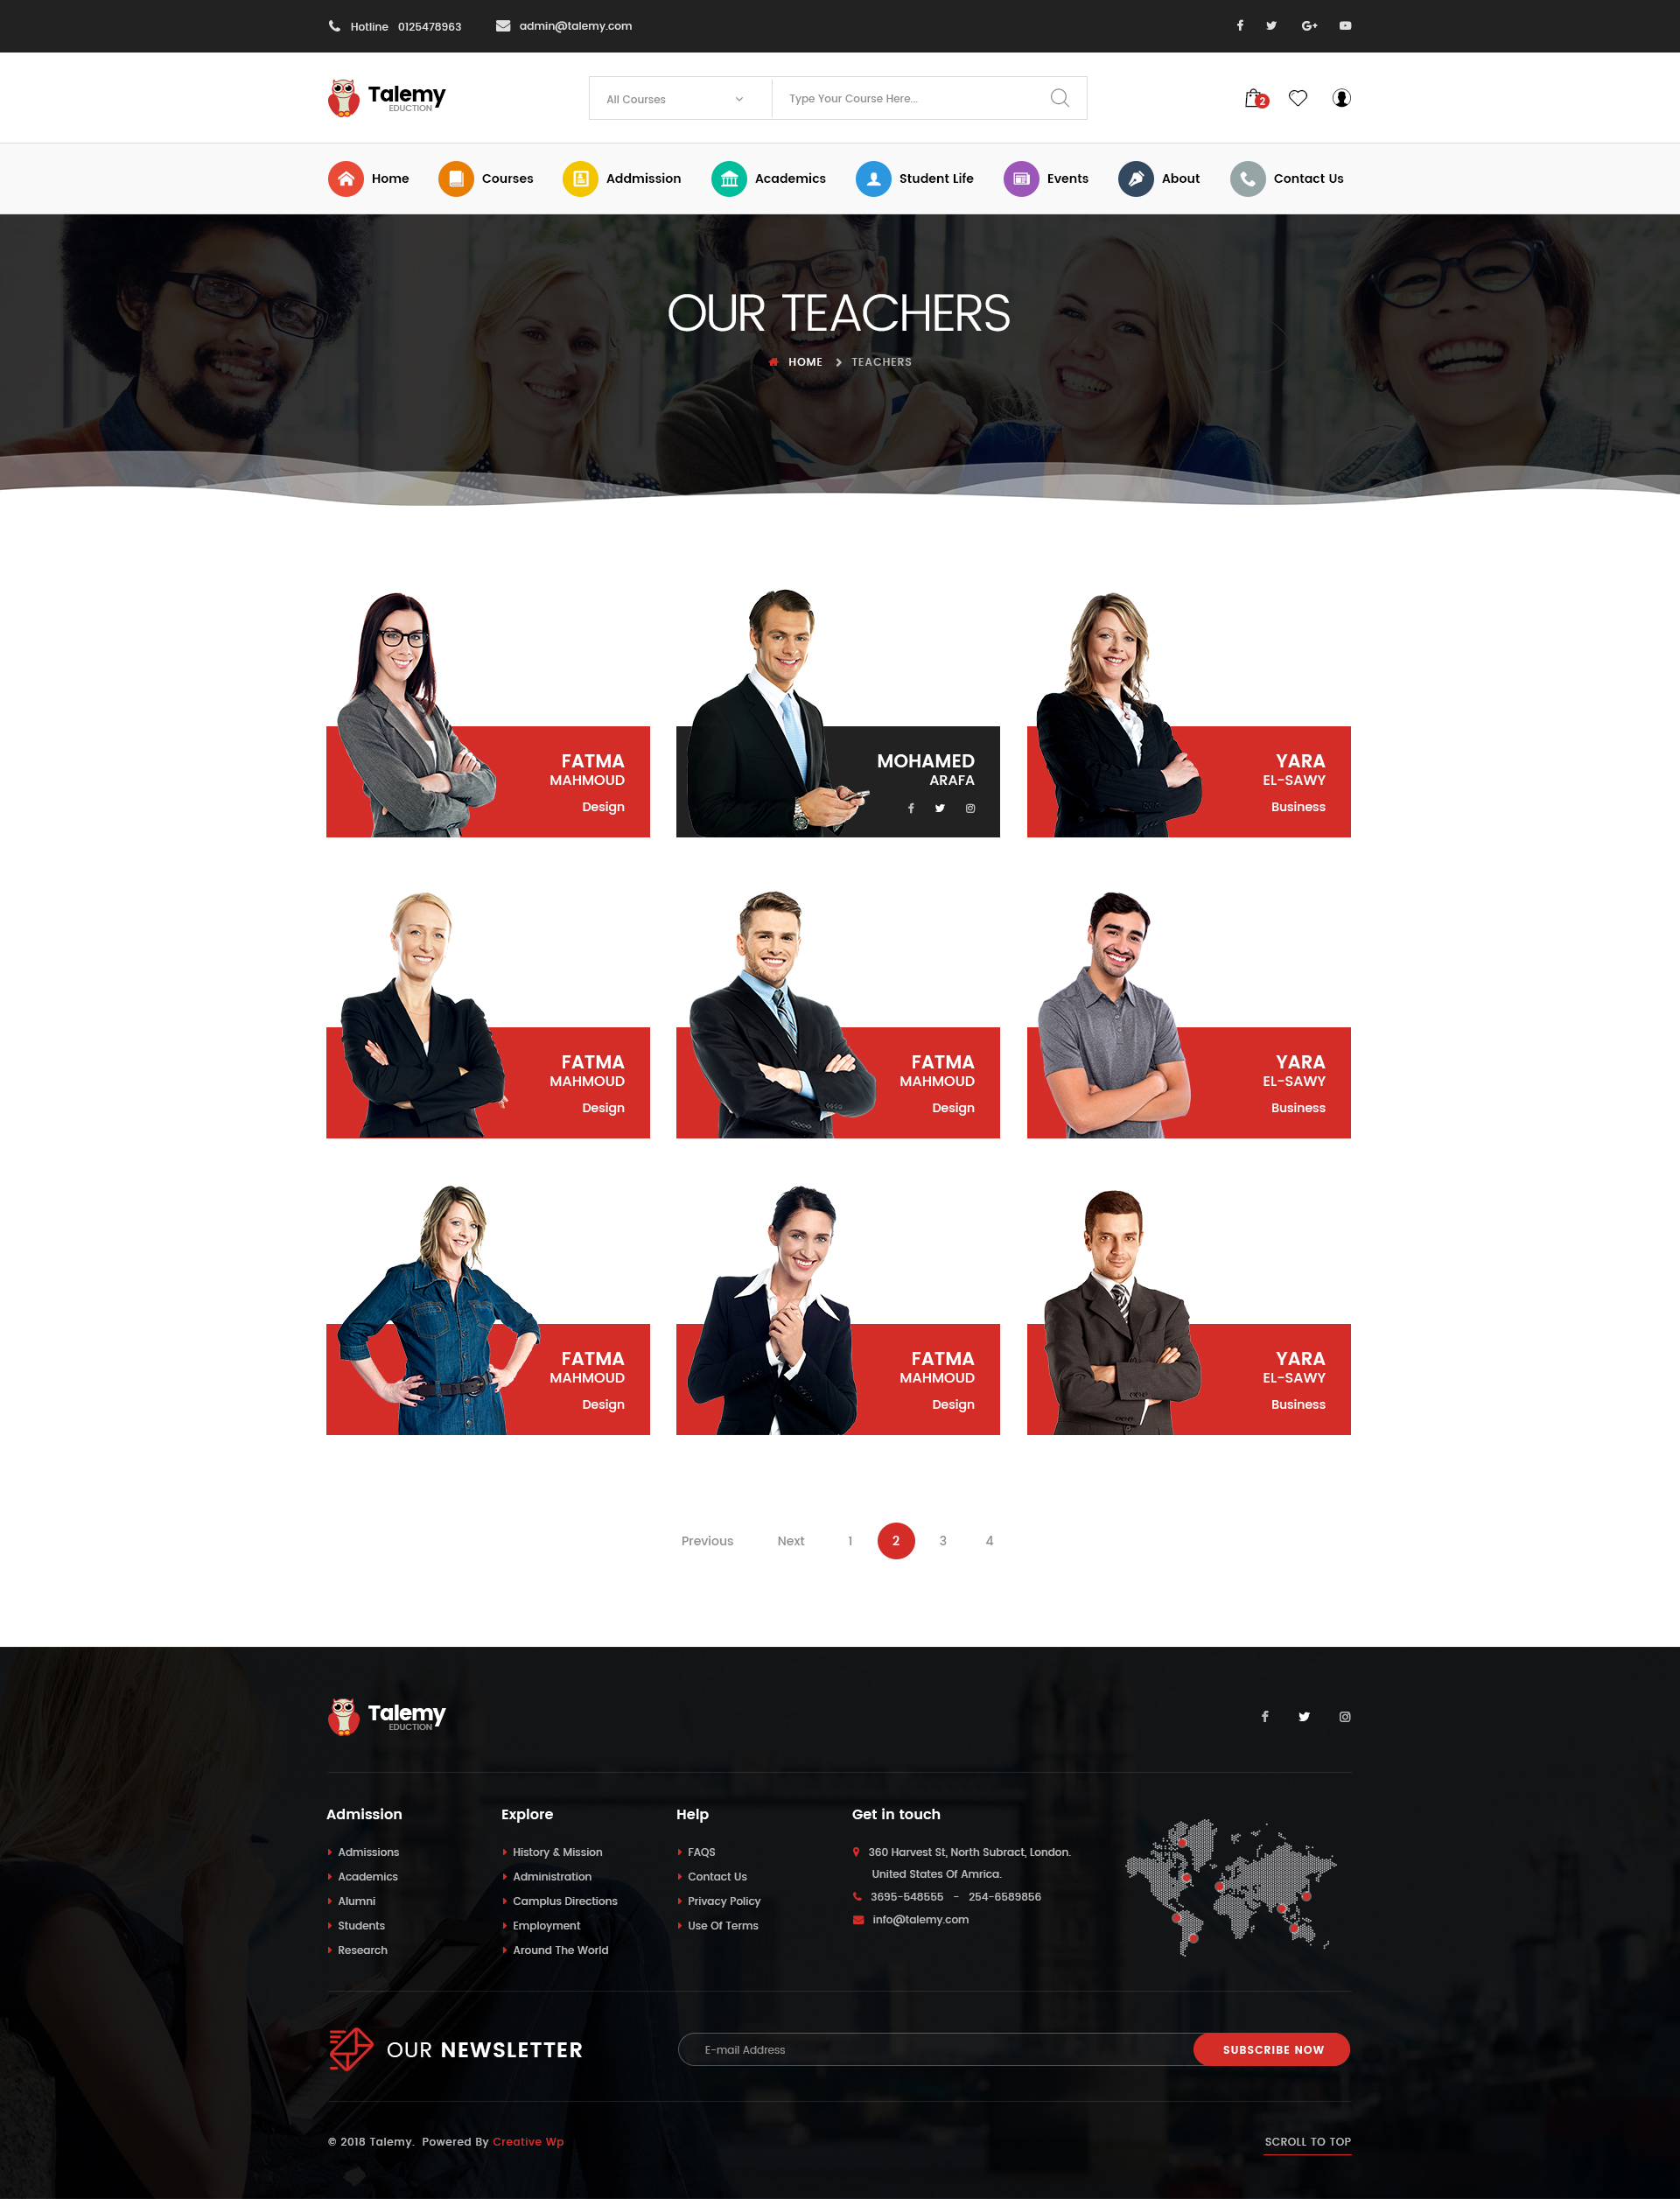 Hotline 0125478963 admin@talemy.com
Talemy
EDUCTION
All Courses Type Your Course Here... 2
Home Courses Addmission Academics Student Life Events About Contact Us
OUR TEACHERS
HOME TEACHERS
FATMA
MAHMOUD
Design
MOHAMED
ARAFA
YARA
EL-SAWY
Business
FATMA
MAHMOUD
Design
FATMA
MAHMOUD
Design
YARA
EL-SAWY
Business
FATMA
MAHMOUD
Design
FATMA
MAHMOUD
Design
YARA
EL-SAWY
Business
Previous Next 1 2 3 4
Talemy
EDUCTION
Admission
Admissions
Academics
Alumni
Students
Research
Explore
History & Mission
Administration
Camplus Directions
Employment
Around The World
Help
FAQS
Contact Us
Privacy Policy
Use Of Terms
Get in touch
360 Harvest St, North Subract, London.
United States Of Amrica.
3695-548555 - 254-6589856
info@talemy.com
OUR NEWSLETTER E-mail Address SUBSCRIBE NOW
© 2018 Talemy. Powered By Creative Wp SCROLL TO TOP